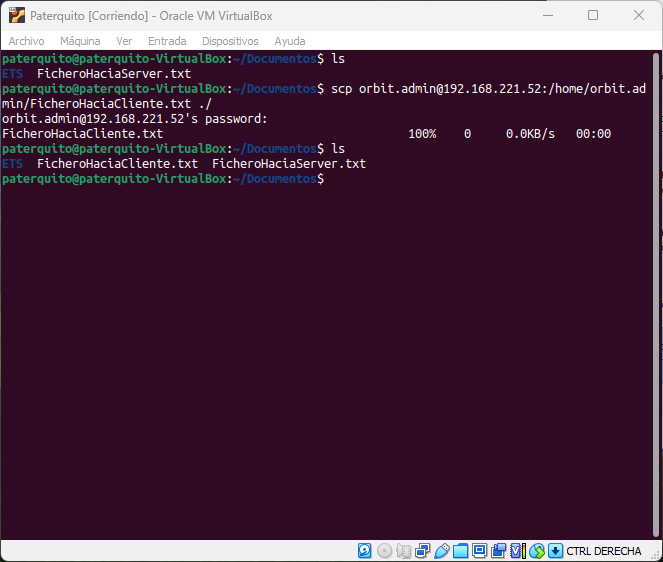 Paterquito [Corriendo] - Oracle VM VirtualBox
Archivo Máquina Ver Entrada Dispositivos Ayuda
paterquito@paterquito-VirtualBox:~/Documentos$ ls
ETS  FicheroHaciaServer.txt
paterquito@paterquito-VirtualBox:~/Documentos$ scp orbit.admin@192.168.221.52:/home/orbit.ad
min/FicheroHaciaCliente.txt ./
orbit.admin@192.168.221.52's password:
FicheroHaciaCliente.txt                                   100%    0     0.0KB/s   00:00
paterquito@paterquito-VirtualBox:~/Documentos$ ls
ETS  FicheroHaciaCliente.txt  FicheroHaciaServer.txt
paterquito@paterquito-VirtualBox:~/Documentos$
CTRL DERECHA